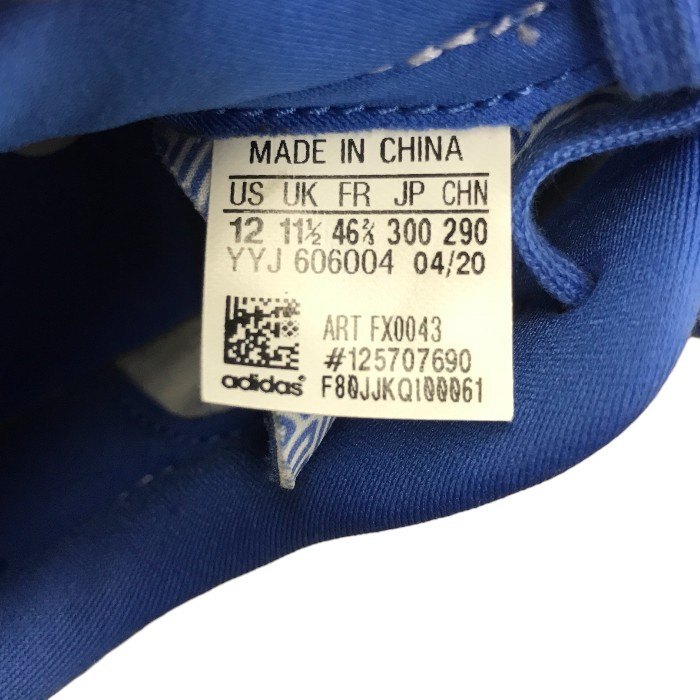 MADE IN CHINA
US UK FR JP CHN
12 11½ 46⅔ 300 290
YYJ 606004 04/20
ART FX0043
#125707690
adidas F80JJKQI00061